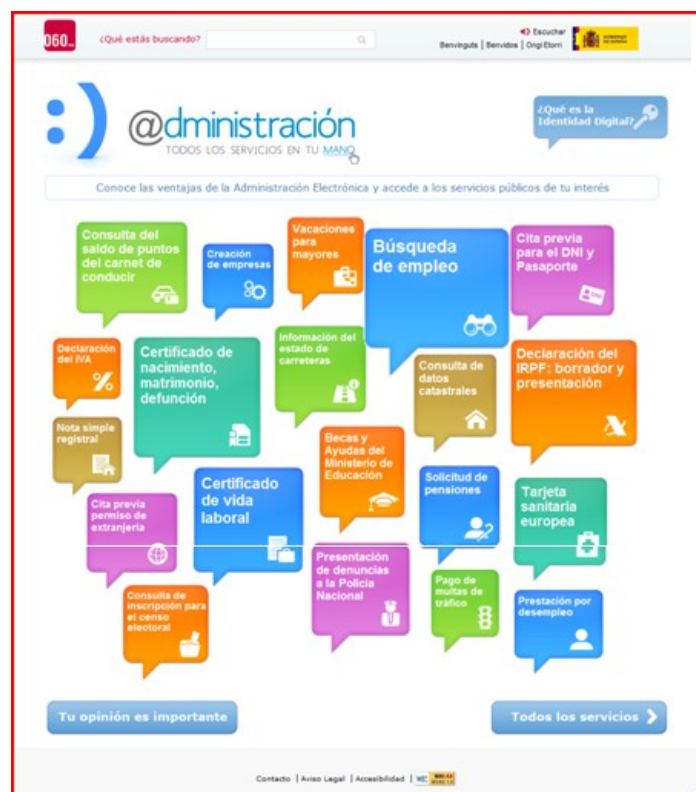 060.es
¿Qué estás buscando?
Escuchar
Benvinguts | Benvidos | Ongi Etorri
GOBIERNO
DE ESPAÑA
:) @dministración
TODOS LOS SERVICIOS EN TU MANO
¿Qué es la
Identidad Digital?
Conoce las ventajas de la Administración Electrónica y accede a los servicios públicos de tu interés
Consulta del
saldo de puntos
del carnet de
conducir
Creación
de empresas
Vacaciones
para
mayores
Búsqueda
de empleo
Cita previa
para el DNI y
Pasaporte
DNI
Declaración
del IVA
Certificado de
nacimiento,
matrimonio,
defunción
Información del
estado de
carreteras
Consulta de
datos
catastrales
Declaración del
IRPF: borrador y
presentación
Nota simple
registral
Becas y
Ayudas del
Ministerio de
Educación
Cita previa
permiso de
extranjería
Certificado
de vida
laboral
Solicitud de
pensiones
Tarjeta
sanitaria
europea
Presentación
de denuncias
a la Policía
Nacional
Consulta de
inscripción para
el censo
electoral
Pago de
multas de
tráfico
Prestación por
desempleo
Tu opinión es importante
Todos los servicios
Contacto | Aviso Legal | Accesibilidad |